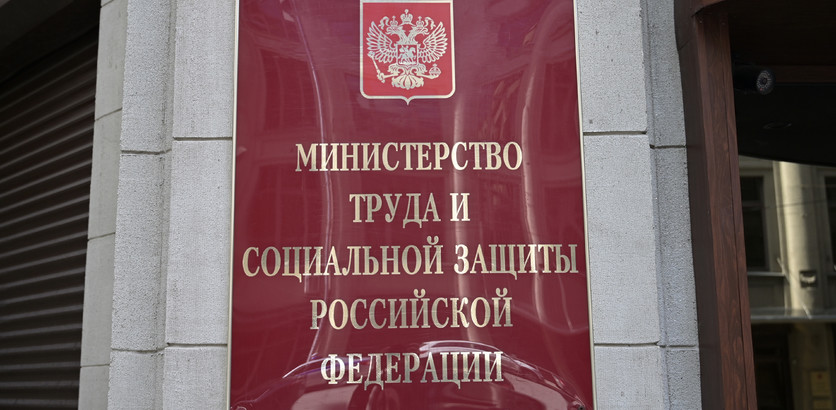 МИНИСТЕРСТВО
ТРУДА И
СОЦИАЛЬНОЙ ЗАЩИТЫ
РОССИЙСКОЙ
ФЕДЕРАЦИИ